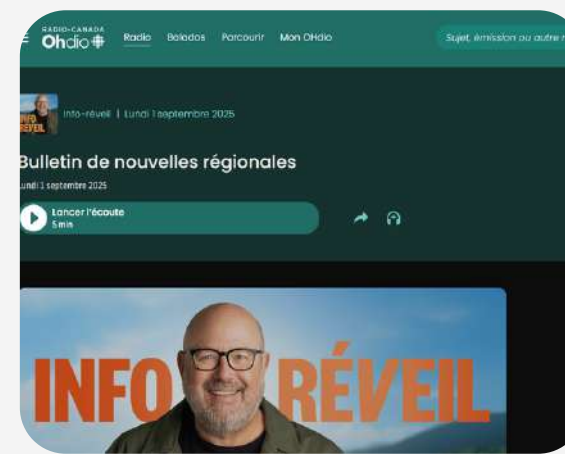 RADIO-CANADA
OHdio
Radio Balados Parcourir Mon OHdio
Sujet, émission ou autre
INFO
RÉVEIL
Info-réveil | Lundi 1 septembre 2025
Bulletin de nouvelles régionales
Lundi 1 septembre 2025
Lancer l'écoute
5 min
INFO RÉVEIL